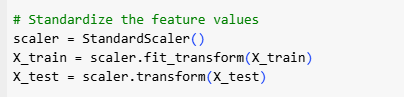 # Standardize the feature values
scaler = StandardScaler()
X_train = scaler.fit_transform(X_train)
X_test = scaler.transform(X_test)